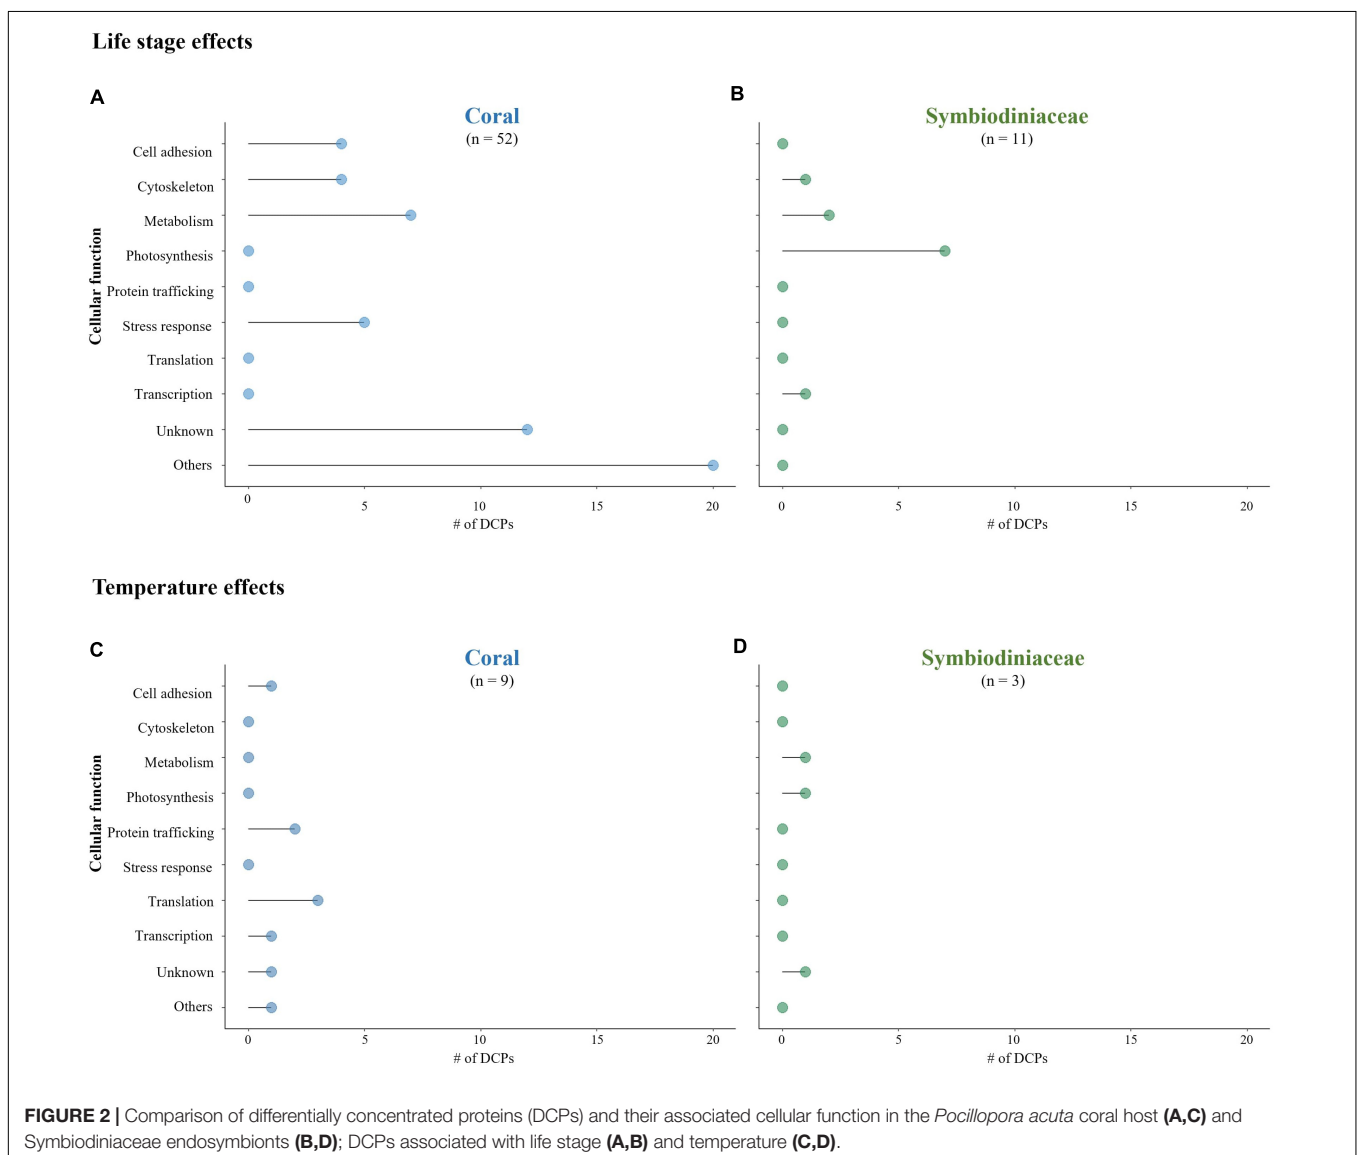 Life stage effects
A
Coral
(n = 52)
Cellular function
Cell adhesion
Cytoskeleton
Metabolism
Photosynthesis
Protein trafficking
Stress response
Translation
Transcription
Unknown
Others
0 5 10 15 20
# of DCPs
B
Symbiodiniaceae
(n = 11)
0 5 10 15 20
# of DCPs
Temperature effects
C
Coral
(n = 9)
Cellular function
Cell adhesion
Cytoskeleton
Metabolism
Photosynthesis
Protein trafficking
Stress response
Translation
Transcription
Unknown
Others
0 5 10 15 20
# of DCPs
D
Symbiodiniaceae
(n = 3)
0 5 10 15 20
# of DCPs
FIGURE 2 | Comparison of differentially concentrated proteins (DCPs) and their associated cellular function in the Pocillopora acuta coral host (A,C) and
Symbiodiniaceae endosymbionts (B,D); DCPs associated with life stage (A,B) and temperature (C,D).